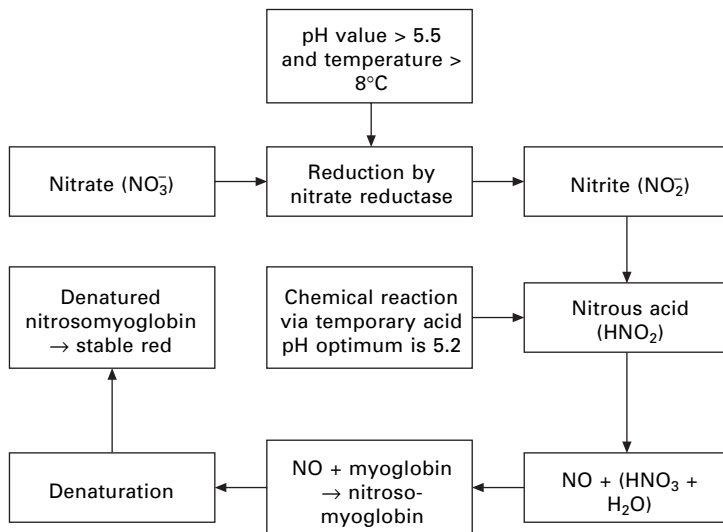 pH value > 5.5
and temperature >
8°C
Nitrate (NO₃⁻)
Reduction by
nitrate reductase
Nitrite (NO₂⁻)
Denatured
nitrosomyoglobin
→ stable red
Chemical reaction
via temporary acid
pH optimum is 5.2
Nitrous acid
(HNO₂)
Denaturation
NO + myoglobin
→ nitroso-
myoglobin
NO + (HNO₃ +
H₂O)